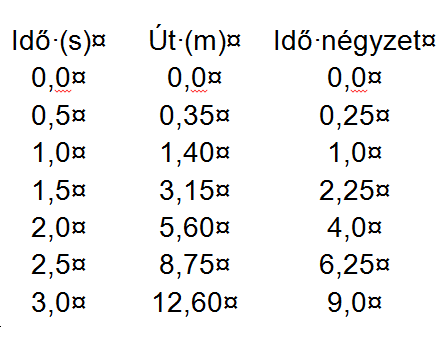 Idő·(s)¤ Út·(m)¤ Idő·négyzet¤
0,0¤ 0,0¤ 0,0¤
0,5¤ 0,35¤ 0,25¤
1,0¤ 1,40¤ 1,0¤
1,5¤ 3,15¤ 2,25¤
2,0¤ 5,60¤ 4,0¤
2,5¤ 8,75¤ 6,25¤
3,0¤ 12,60¤ 9,0¤